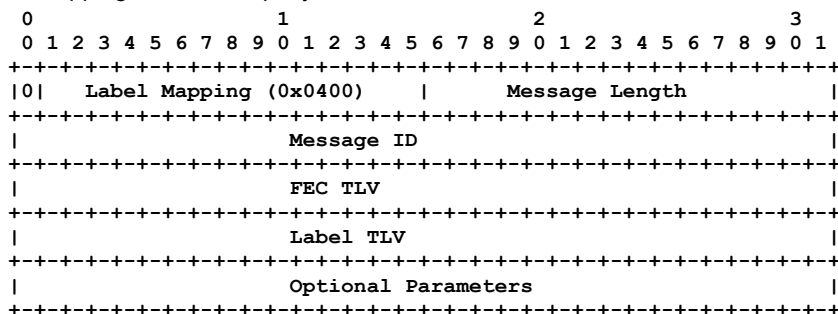 0                   1                   2                   3
 0 1 2 3 4 5 6 7 8 9 0 1 2 3 4 5 6 7 8 9 0 1 2 3 4 5 6 7 8 9 0 1
+-+-+-+-+-+-+-+-+-+-+-+-+-+-+-+-+-+-+-+-+-+-+-+-+-+-+-+-+-+-+-+-+
|0|   Label Mapping (0x0400)    |      Message Length           |
+-+-+-+-+-+-+-+-+-+-+-+-+-+-+-+-+-+-+-+-+-+-+-+-+-+-+-+-+-+-+-+-+
|                     Message ID                                |
+-+-+-+-+-+-+-+-+-+-+-+-+-+-+-+-+-+-+-+-+-+-+-+-+-+-+-+-+-+-+-+-+
|                     FEC TLV                                   |
+-+-+-+-+-+-+-+-+-+-+-+-+-+-+-+-+-+-+-+-+-+-+-+-+-+-+-+-+-+-+-+-+
|                     Label TLV                                 |
+-+-+-+-+-+-+-+-+-+-+-+-+-+-+-+-+-+-+-+-+-+-+-+-+-+-+-+-+-+-+-+-+
|                     Optional Parameters                       |
+-+-+-+-+-+-+-+-+-+-+-+-+-+-+-+-+-+-+-+-+-+-+-+-+-+-+-+-+-+-+-+-+